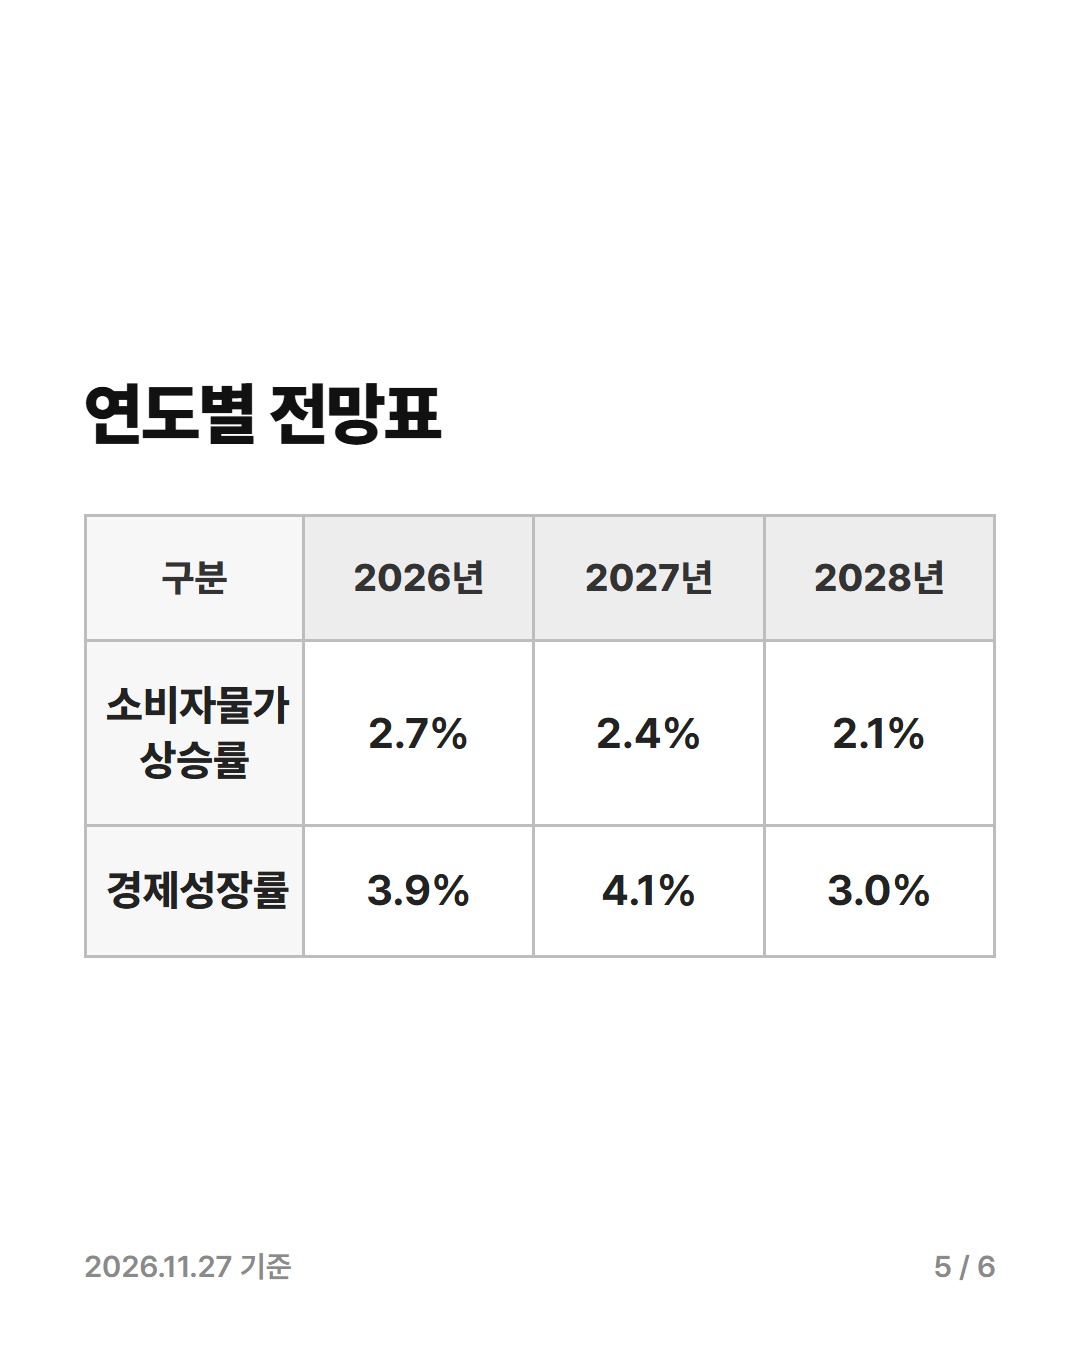 연도별 전망표
구분 2026년 2027년 2028년
소비자물가
상승률 2.7% 2.4% 2.1%
경제성장률 3.9% 4.1% 3.0%
2026.11.27 기준 5 / 6